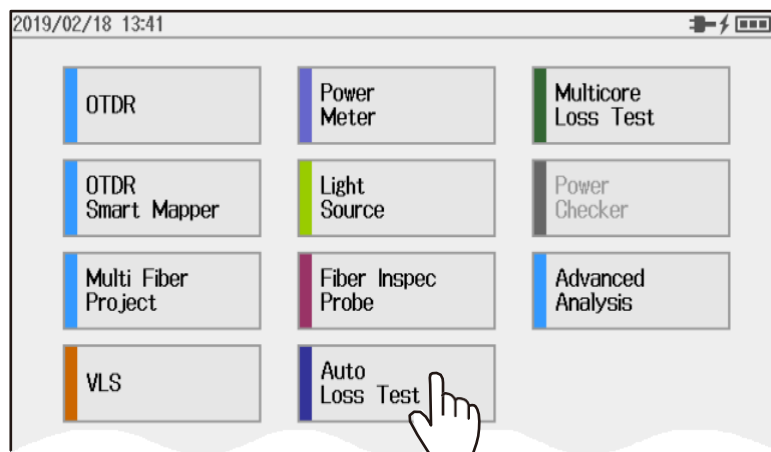 2019/02/18 13:41
OTDR
Power
Meter
Multicore
Loss Test
OTDR
Smart Mapper
Light
Source
Power
Checker
Multi Fiber
Project
Fiber Inspec
Probe
Advanced
Analysis
VLS
Auto
Loss Test